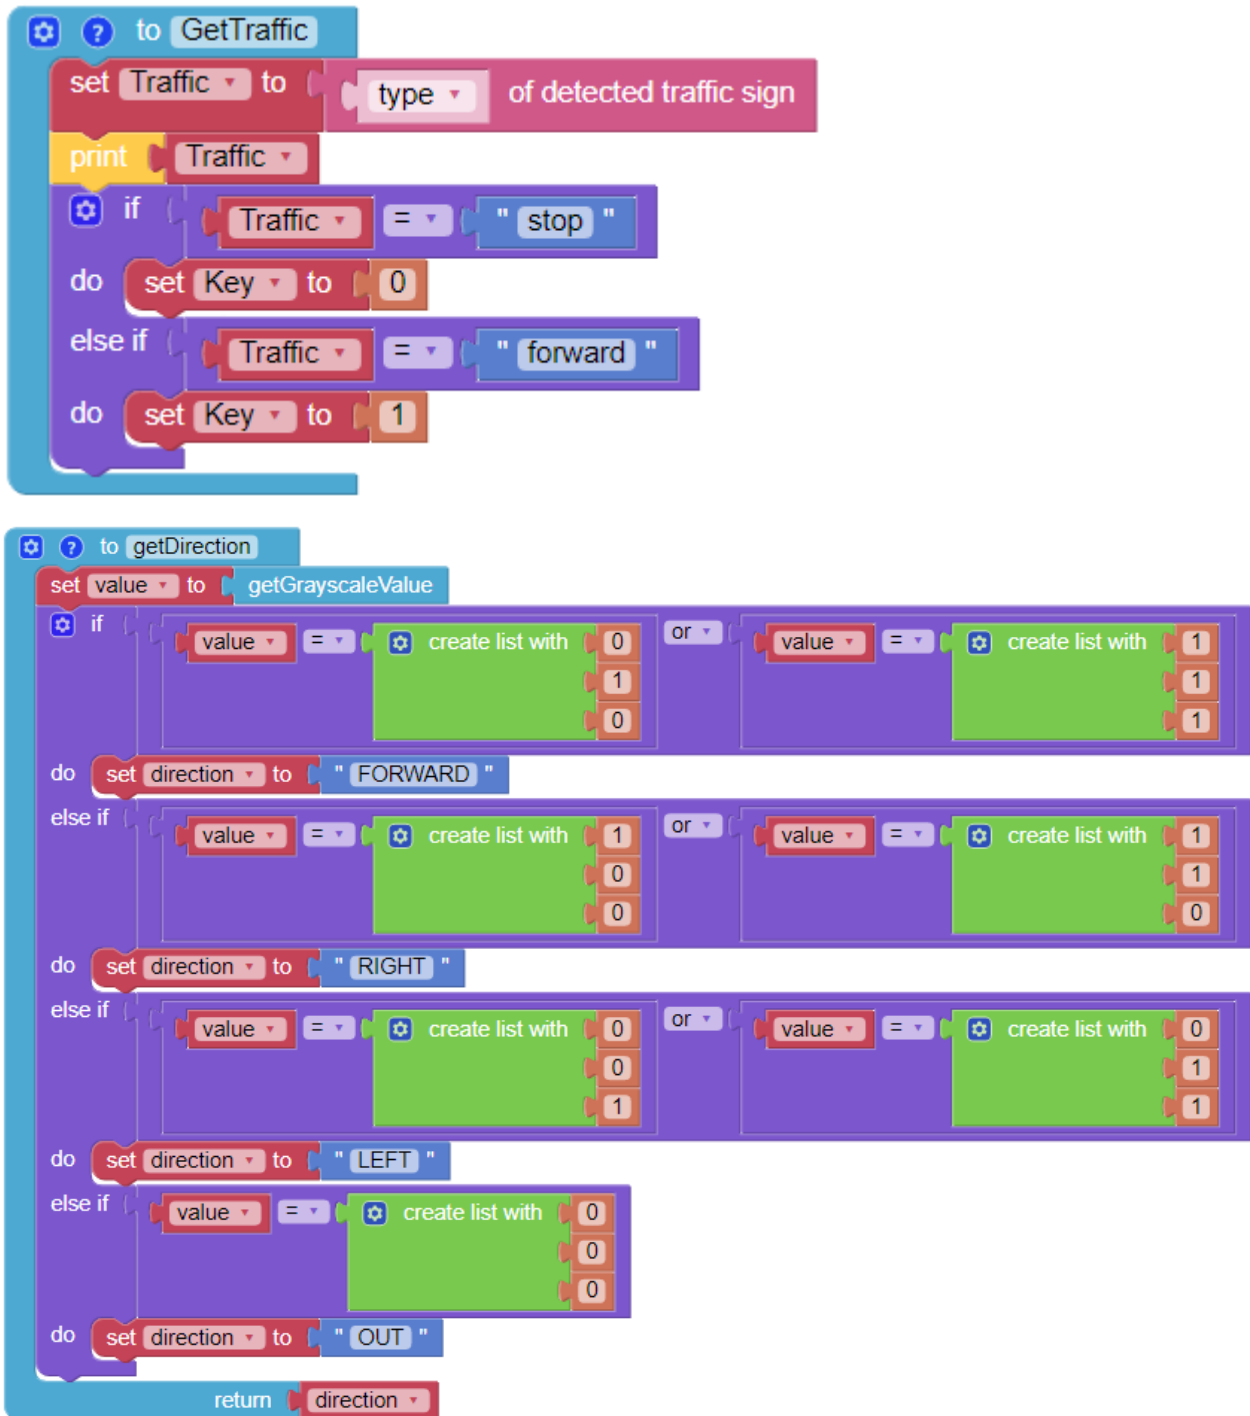 to GetTraffic
set Traffic to type of detected traffic sign
print Traffic
if Traffic = " stop "
do set Key to 0
else if Traffic = " forward "
do set Key to 1
? to getDirection
set value to getGrayscaleValue
if value = create list with 0 or value = create list with 1
1 1
0 1
do set direction to " FORWARD "
else if value = create list with 1 or value = create list with 1
0 1
0 0
do set direction to " RIGHT "
else if value = create list with 0 or value = create list with 0
0 1
1 1
do set direction to " LEFT "
else if value = create list with 0
0
0
do set direction to " OUT "
return direction